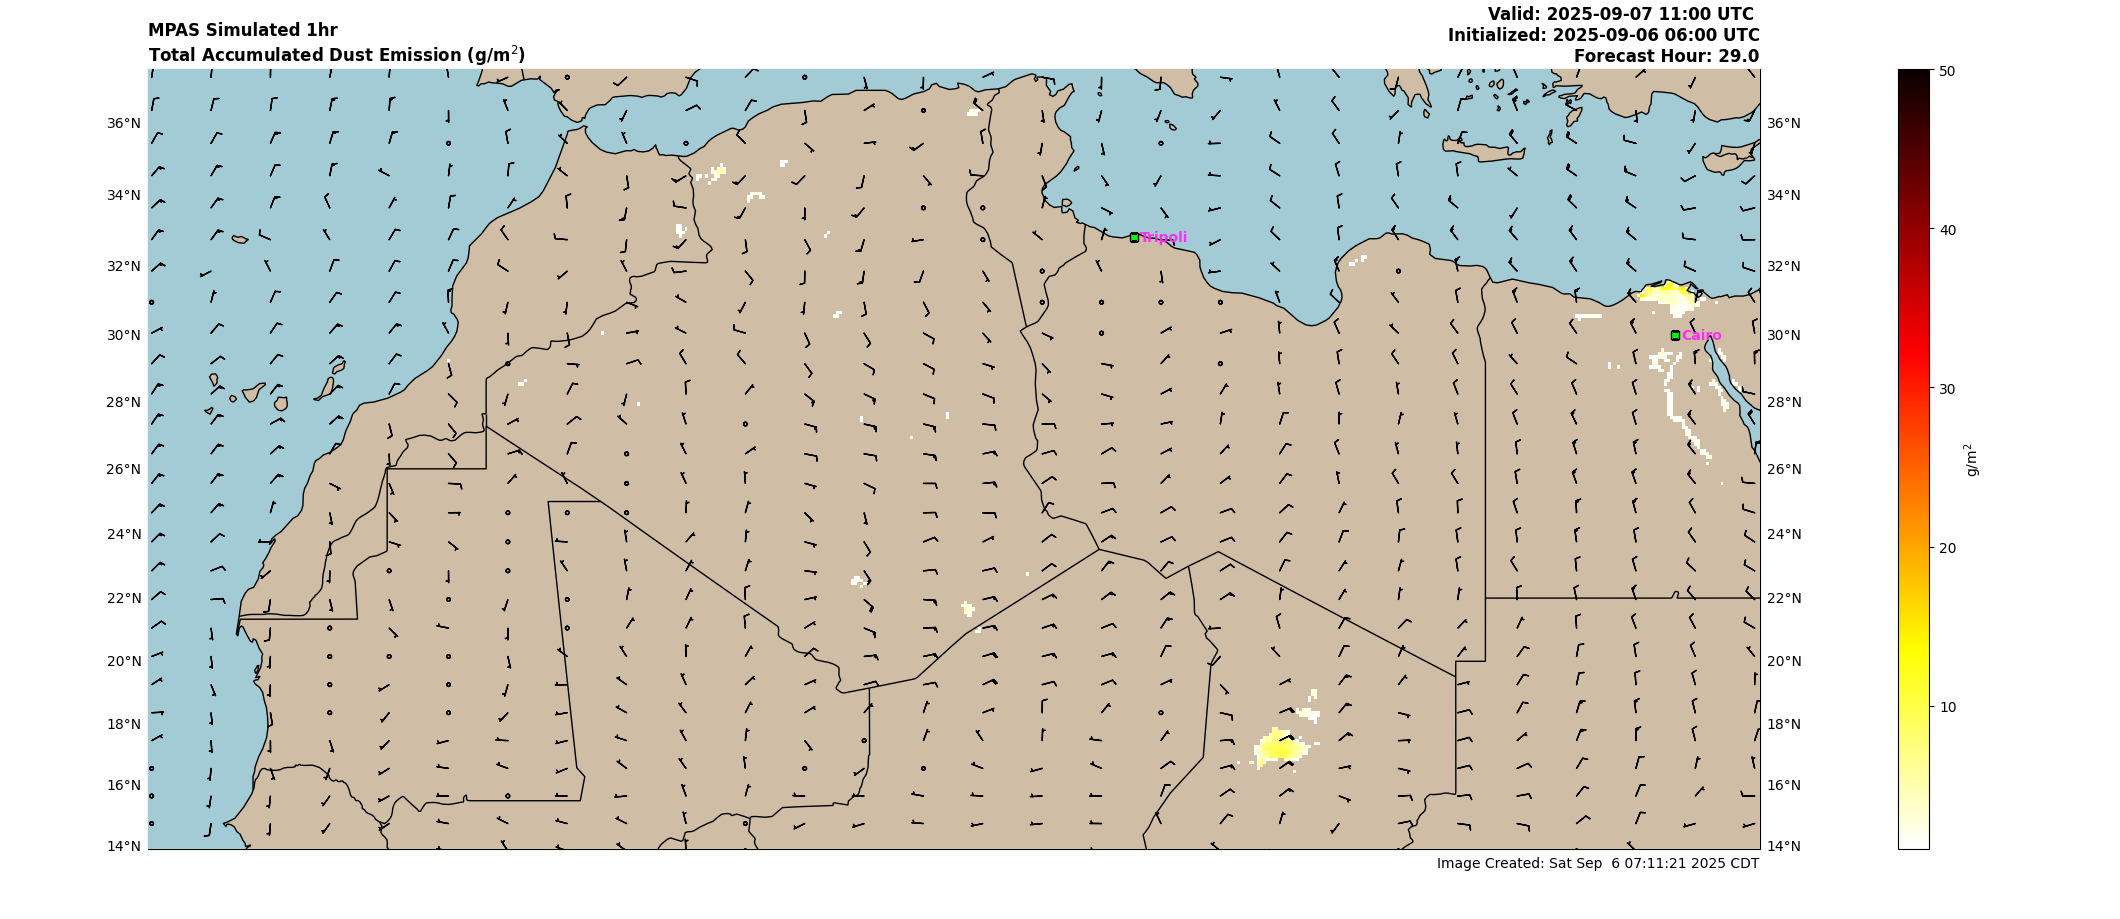 MPAS Simulated 1hr
Total Accumulated Dust Emission (g/m²)
Valid: 2025-09-07 11:00 UTC
Initialized: 2025-09-06 06:00 UTC
Forecast Hour: 29.0
36°N
34°N
32°N
30°N
28°N
26°N
24°N
22°N
20°N
18°N
16°N
14°N
Tripoli
Cairo
36°N
34°N
32°N
30°N
28°N
26°N
24°N
22°N
20°N
18°N
16°N
14°N
50
40
30
20
10
g/m²
Image Created: Sat Sep  6 07:11:21 2025 CDT